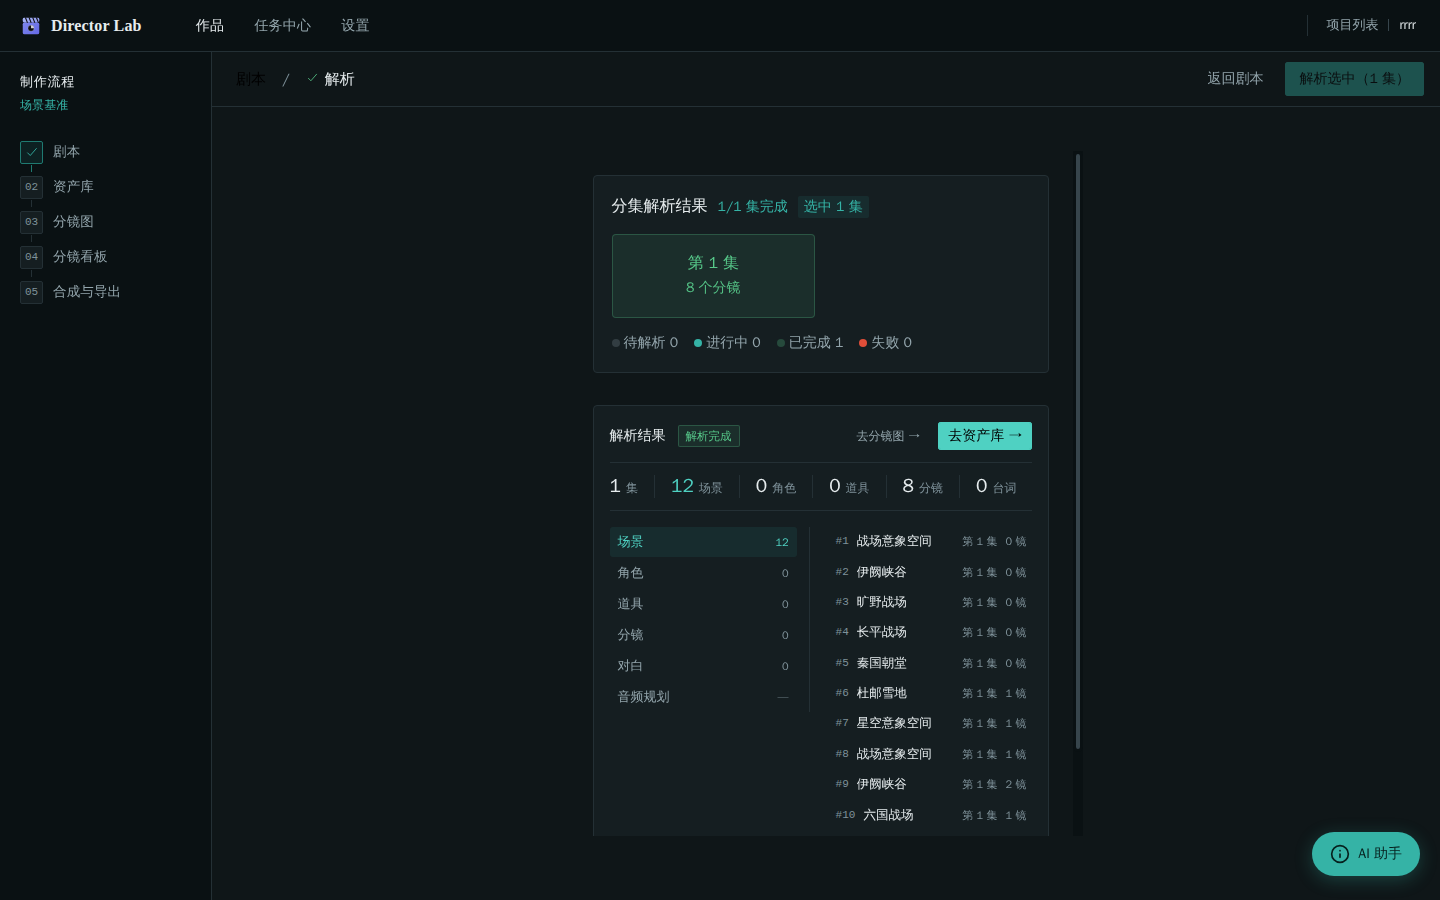 Director Lab 作品 任务中心 设置 项目列表 rrrr
制作流程
场景基准
剧本
02 资产库
03 分镜图
04 分镜看板
05 合成与导出
剧本 / 解析 返回剧本 解析选中（1 集）
分集解析结果 1/1 集完成 选中 1 集
第 1 集
8 个分镜
待解析 0 进行中 0 已完成 1 失败 0
解析结果 解析完成 去分镜图 → 去资产库 →
1 集 12 场景 0 角色 0 道具 8 分镜 0 台词
场景 12
角色 0
道具 0
分镜 0
对白 0
音频规划 —
#1 战场意象空间 第 1 集 0 镜
#2 伊阙峡谷 第 1 集 0 镜
#3 旷野战场 第 1 集 0 镜
#4 长平战场 第 1 集 0 镜
#5 秦国朝堂 第 1 集 0 镜
#6 杜邮雪地 第 1 集 1 镜
#7 星空意象空间 第 1 集 1 镜
#8 战场意象空间 第 1 集 1 镜
#9 伊阙峡谷 第 1 集 2 镜
#10 六国战场 第 1 集 1 镜
AI 助手